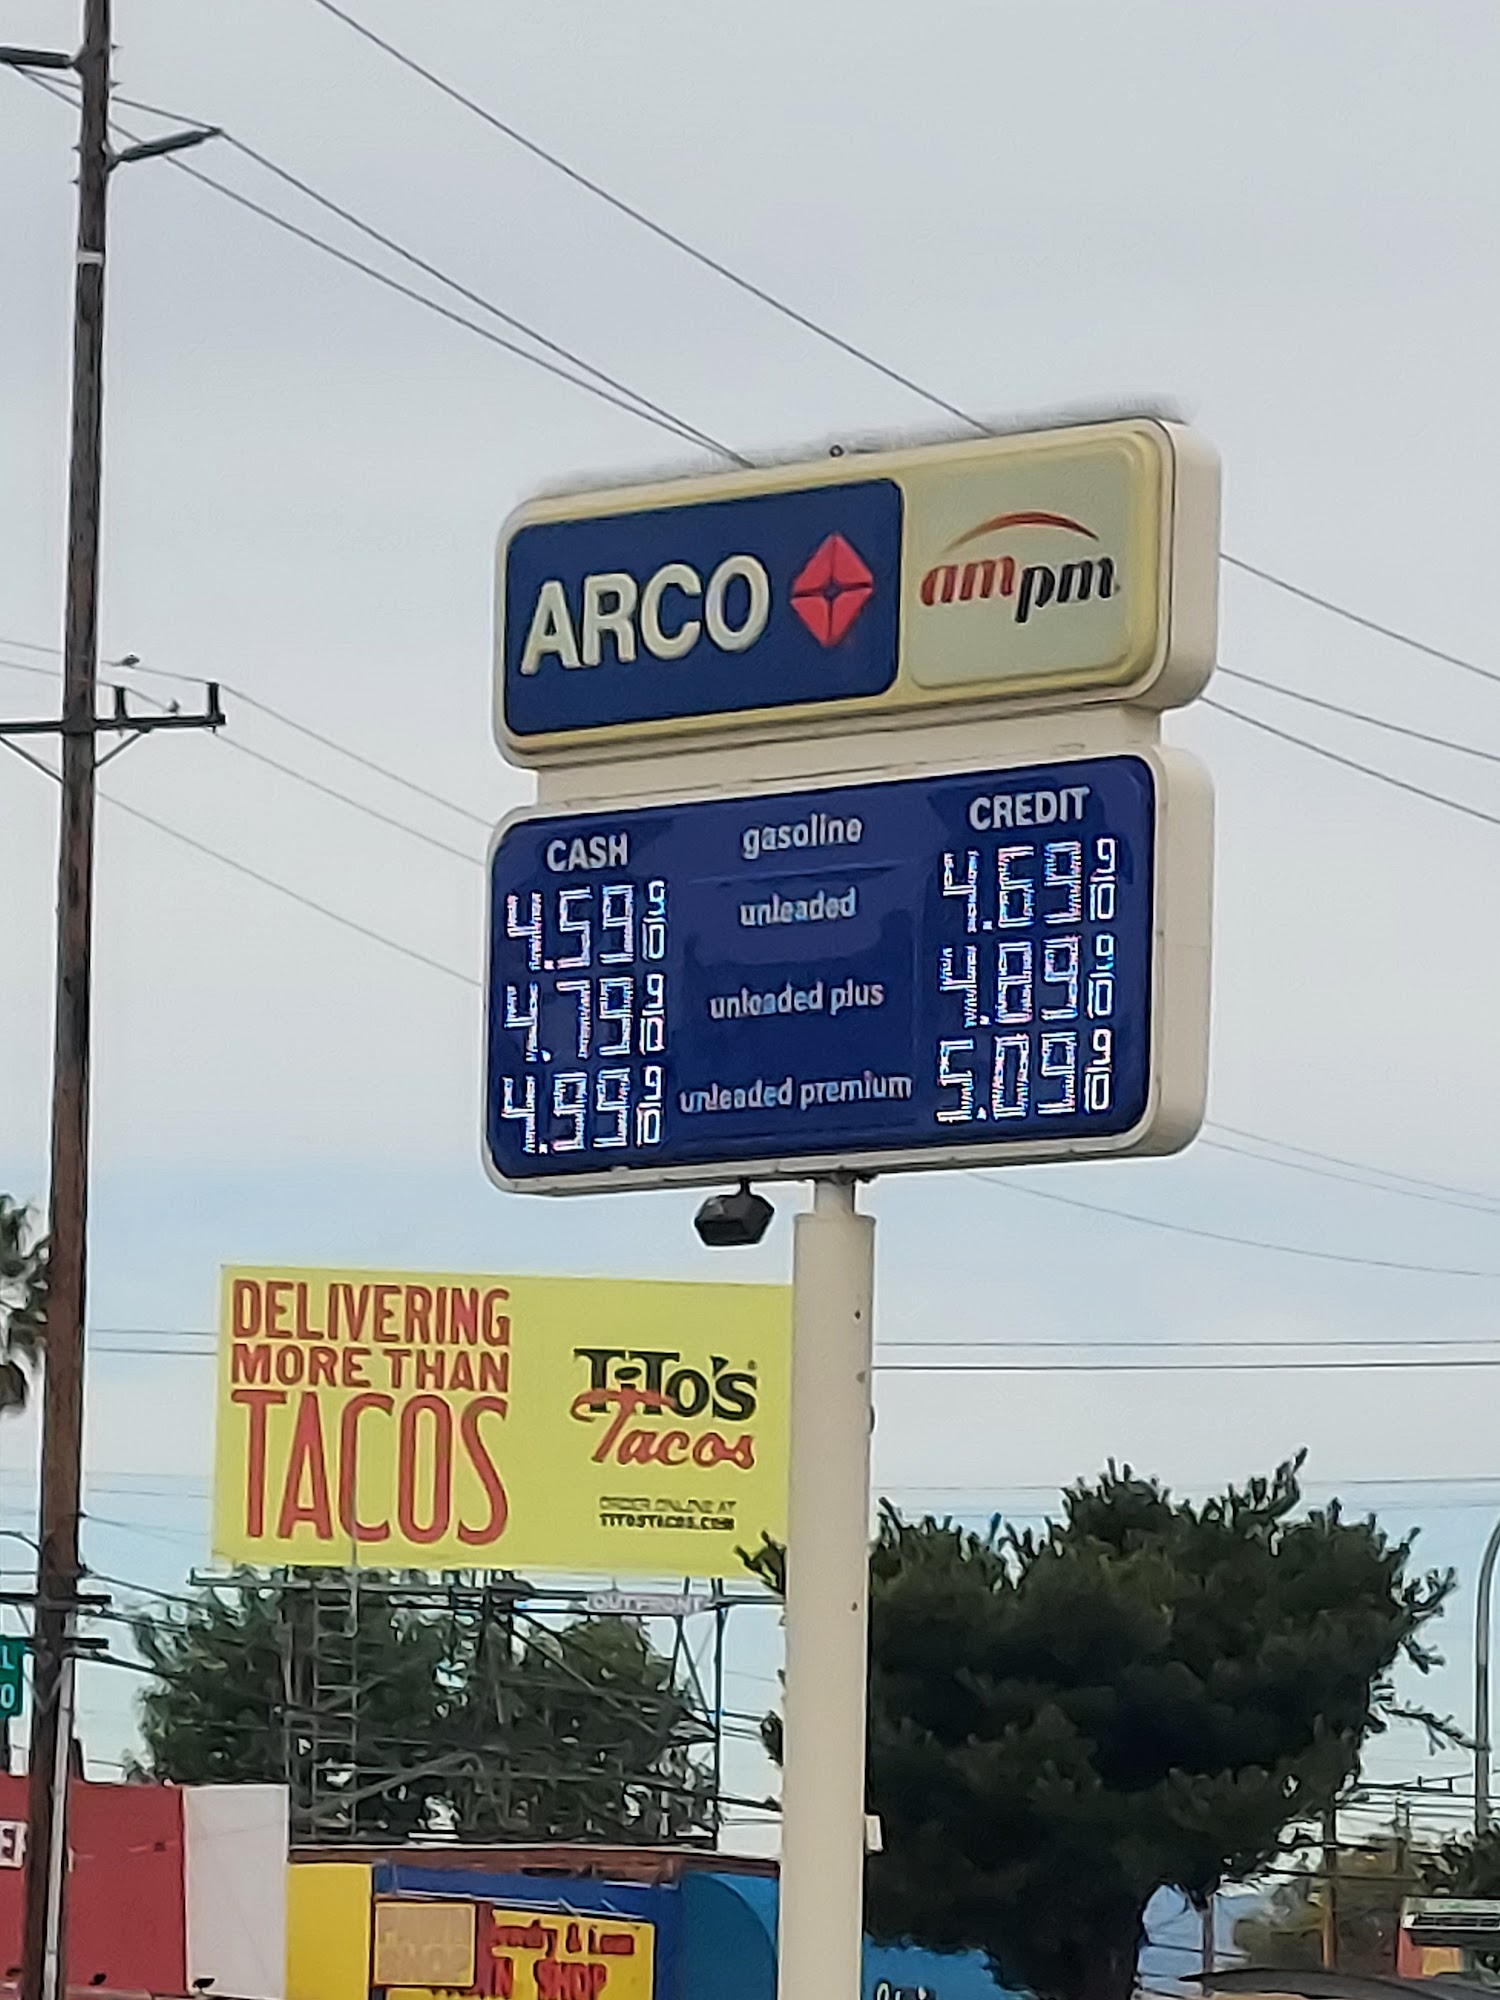 ARCO
ampm
CASH gasoline CREDIT
4.59 9/10 unleaded 4.69 9/10
4.79 9/10 unleaded plus 4.89 9/10
4.99 9/10 unleaded premium 5.09 9/10
DELIVERING
MORE THAN
TACOS
TiTo's
Tacos
ORDER ONLINE AT
TITOSTACOS.COM
OUTFRONT
& Loan
SHOP